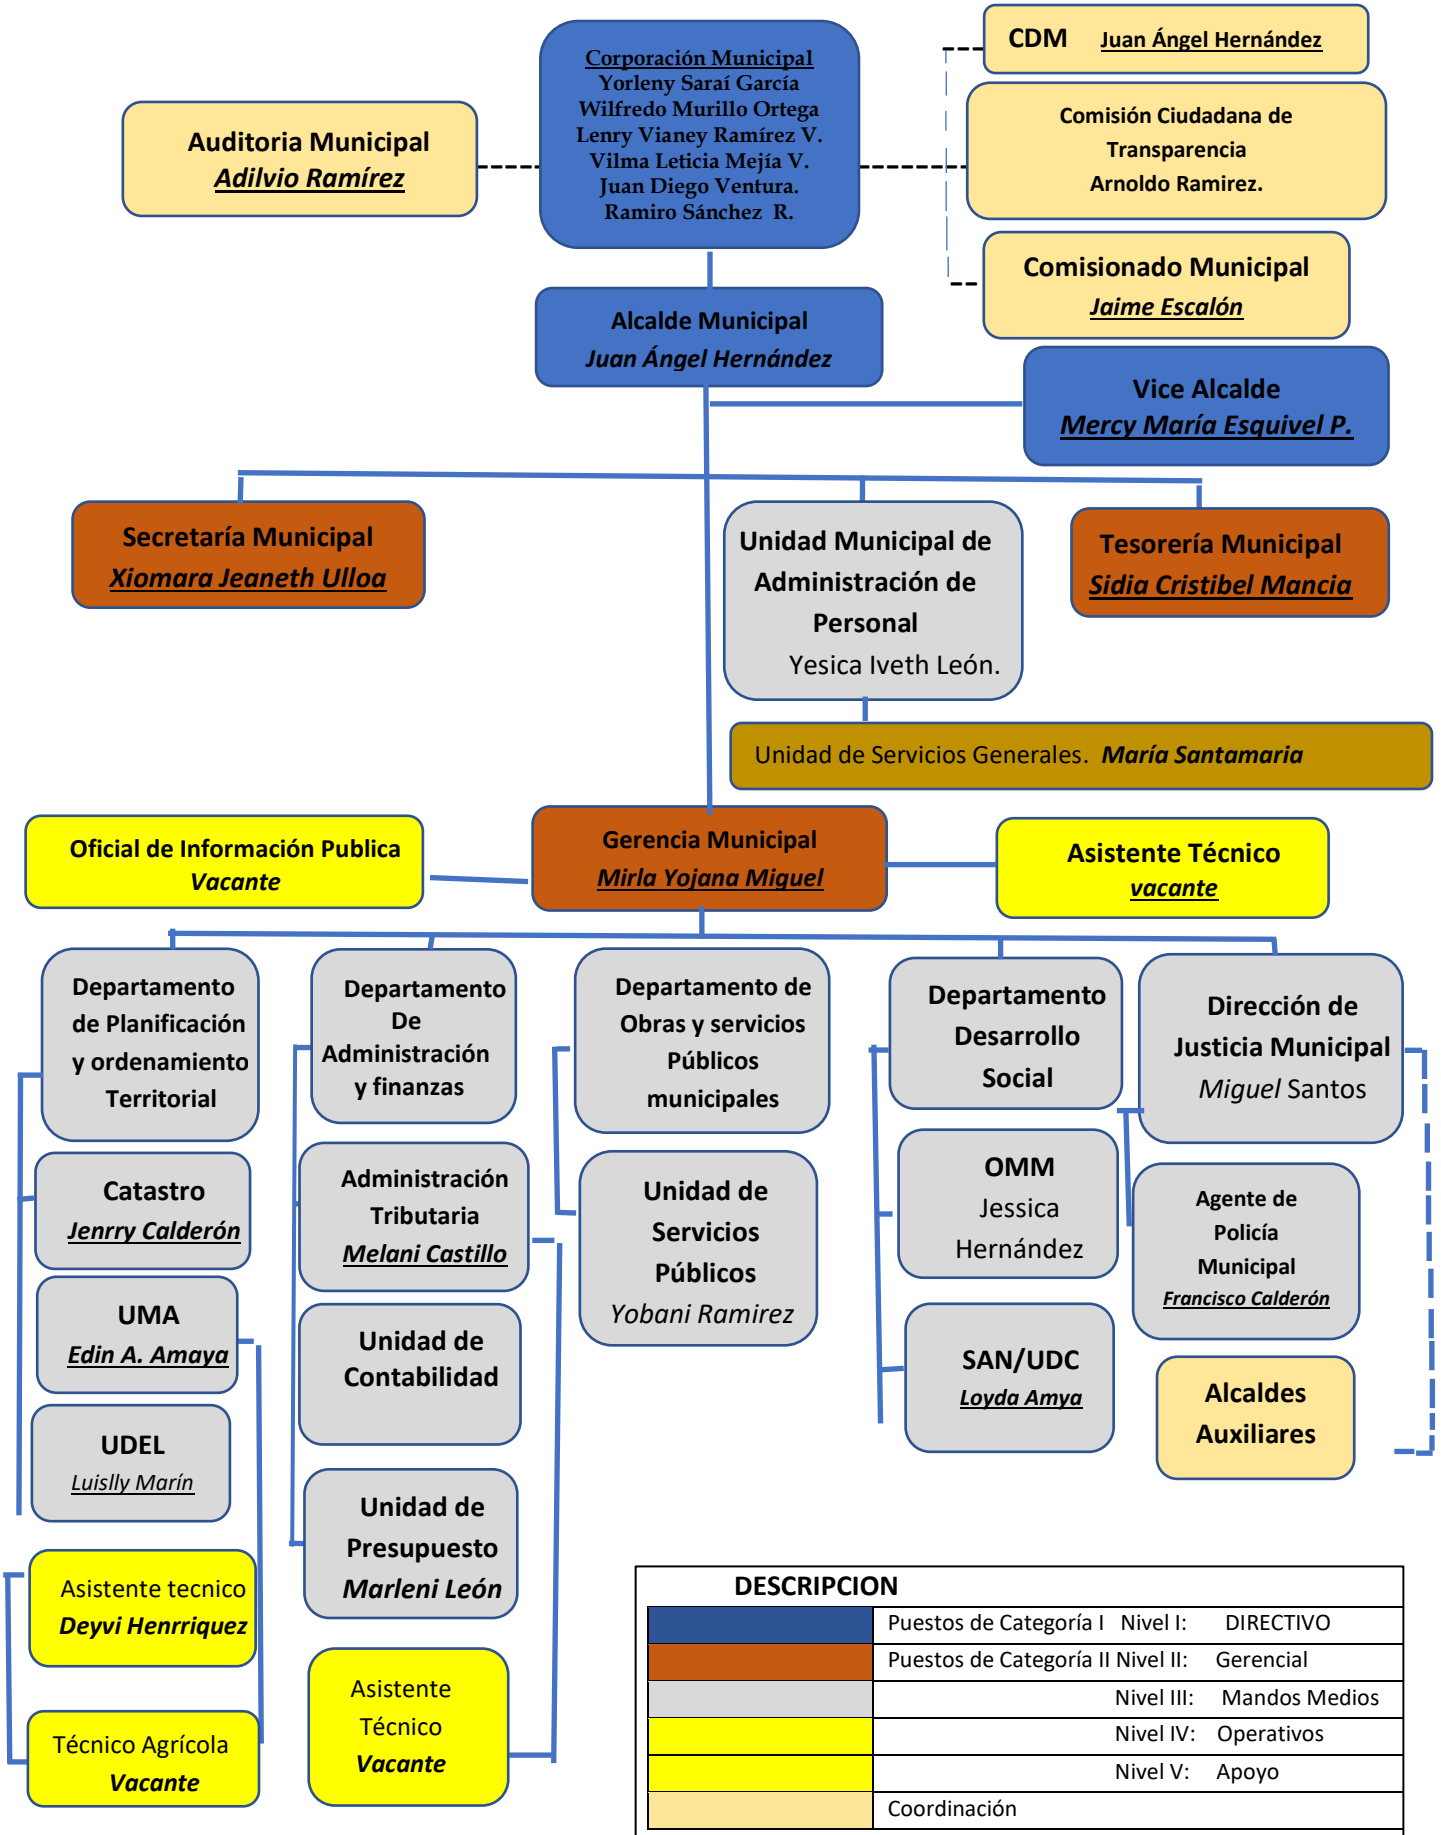 CDM Juan Ángel Hernández
Corporación Municipal
Yorleny Saraí García
Wilfredo Murillo Ortega
Lenry Vianey Ramírez V.
Vilma Leticia Mejía V.
Juan Diego Ventura.
Ramiro Sánchez R.
Auditoria Municipal
Adilvio Ramírez
Comisión Ciudadana de
Transparencia
Arnoldo Ramirez.
Comisionado Municipal
Jaime Escalón
Alcalde Municipal
Juan Ángel Hernández
Vice Alcalde
Mercy María Esquivel P.
Secretaría Municipal
Xiomara Jeaneth Ulloa
Unidad Municipal de
Administración de
Personal
Yesica Iveth León.
Tesorería Municipal
Sidia Cristibel Mancia
Unidad de Servicios Generales. María Santamaria
Oficial de Información Publica
Vacante
Gerencia Municipal
Mirla Yojana Miguel
Asistente Técnico
vacante
Departamento
de Planificación
y ordenamiento
Territorial
Departamento
De
Administración
y finanzas
Departamento de
Obras y servicios
Públicos
municipales
Departamento
Desarrollo
Social
Dirección de
Justicia Municipal
Miguel Santos
Catastro
Jenrry Calderón
Administración
Tributaria
Melani Castillo
Unidad de
Servicios
Públicos
Yobani Ramirez
OMM
Jessica
Hernández
Agente de
Policía
Municipal
Francisco Calderón
UMA
Edin A. Amaya
Unidad de
Contabilidad
SAN/UDC
Loyda Amya
Alcaldes
Auxiliares
UDEL
Luislly Marín
Unidad de
Presupuesto
Marleni León
Asistente tecnico
Deyvi Henrriquez
Asistente
Técnico
Vacante
Técnico Agrícola
Vacante
DESCRIPCION
Puestos de Categoría I Nivel I: DIRECTIVO
Puestos de Categoría II Nivel II: Gerencial
Nivel III: Mandos Medios
Nivel IV: Operativos
Nivel V: Apoyo
Coordinación